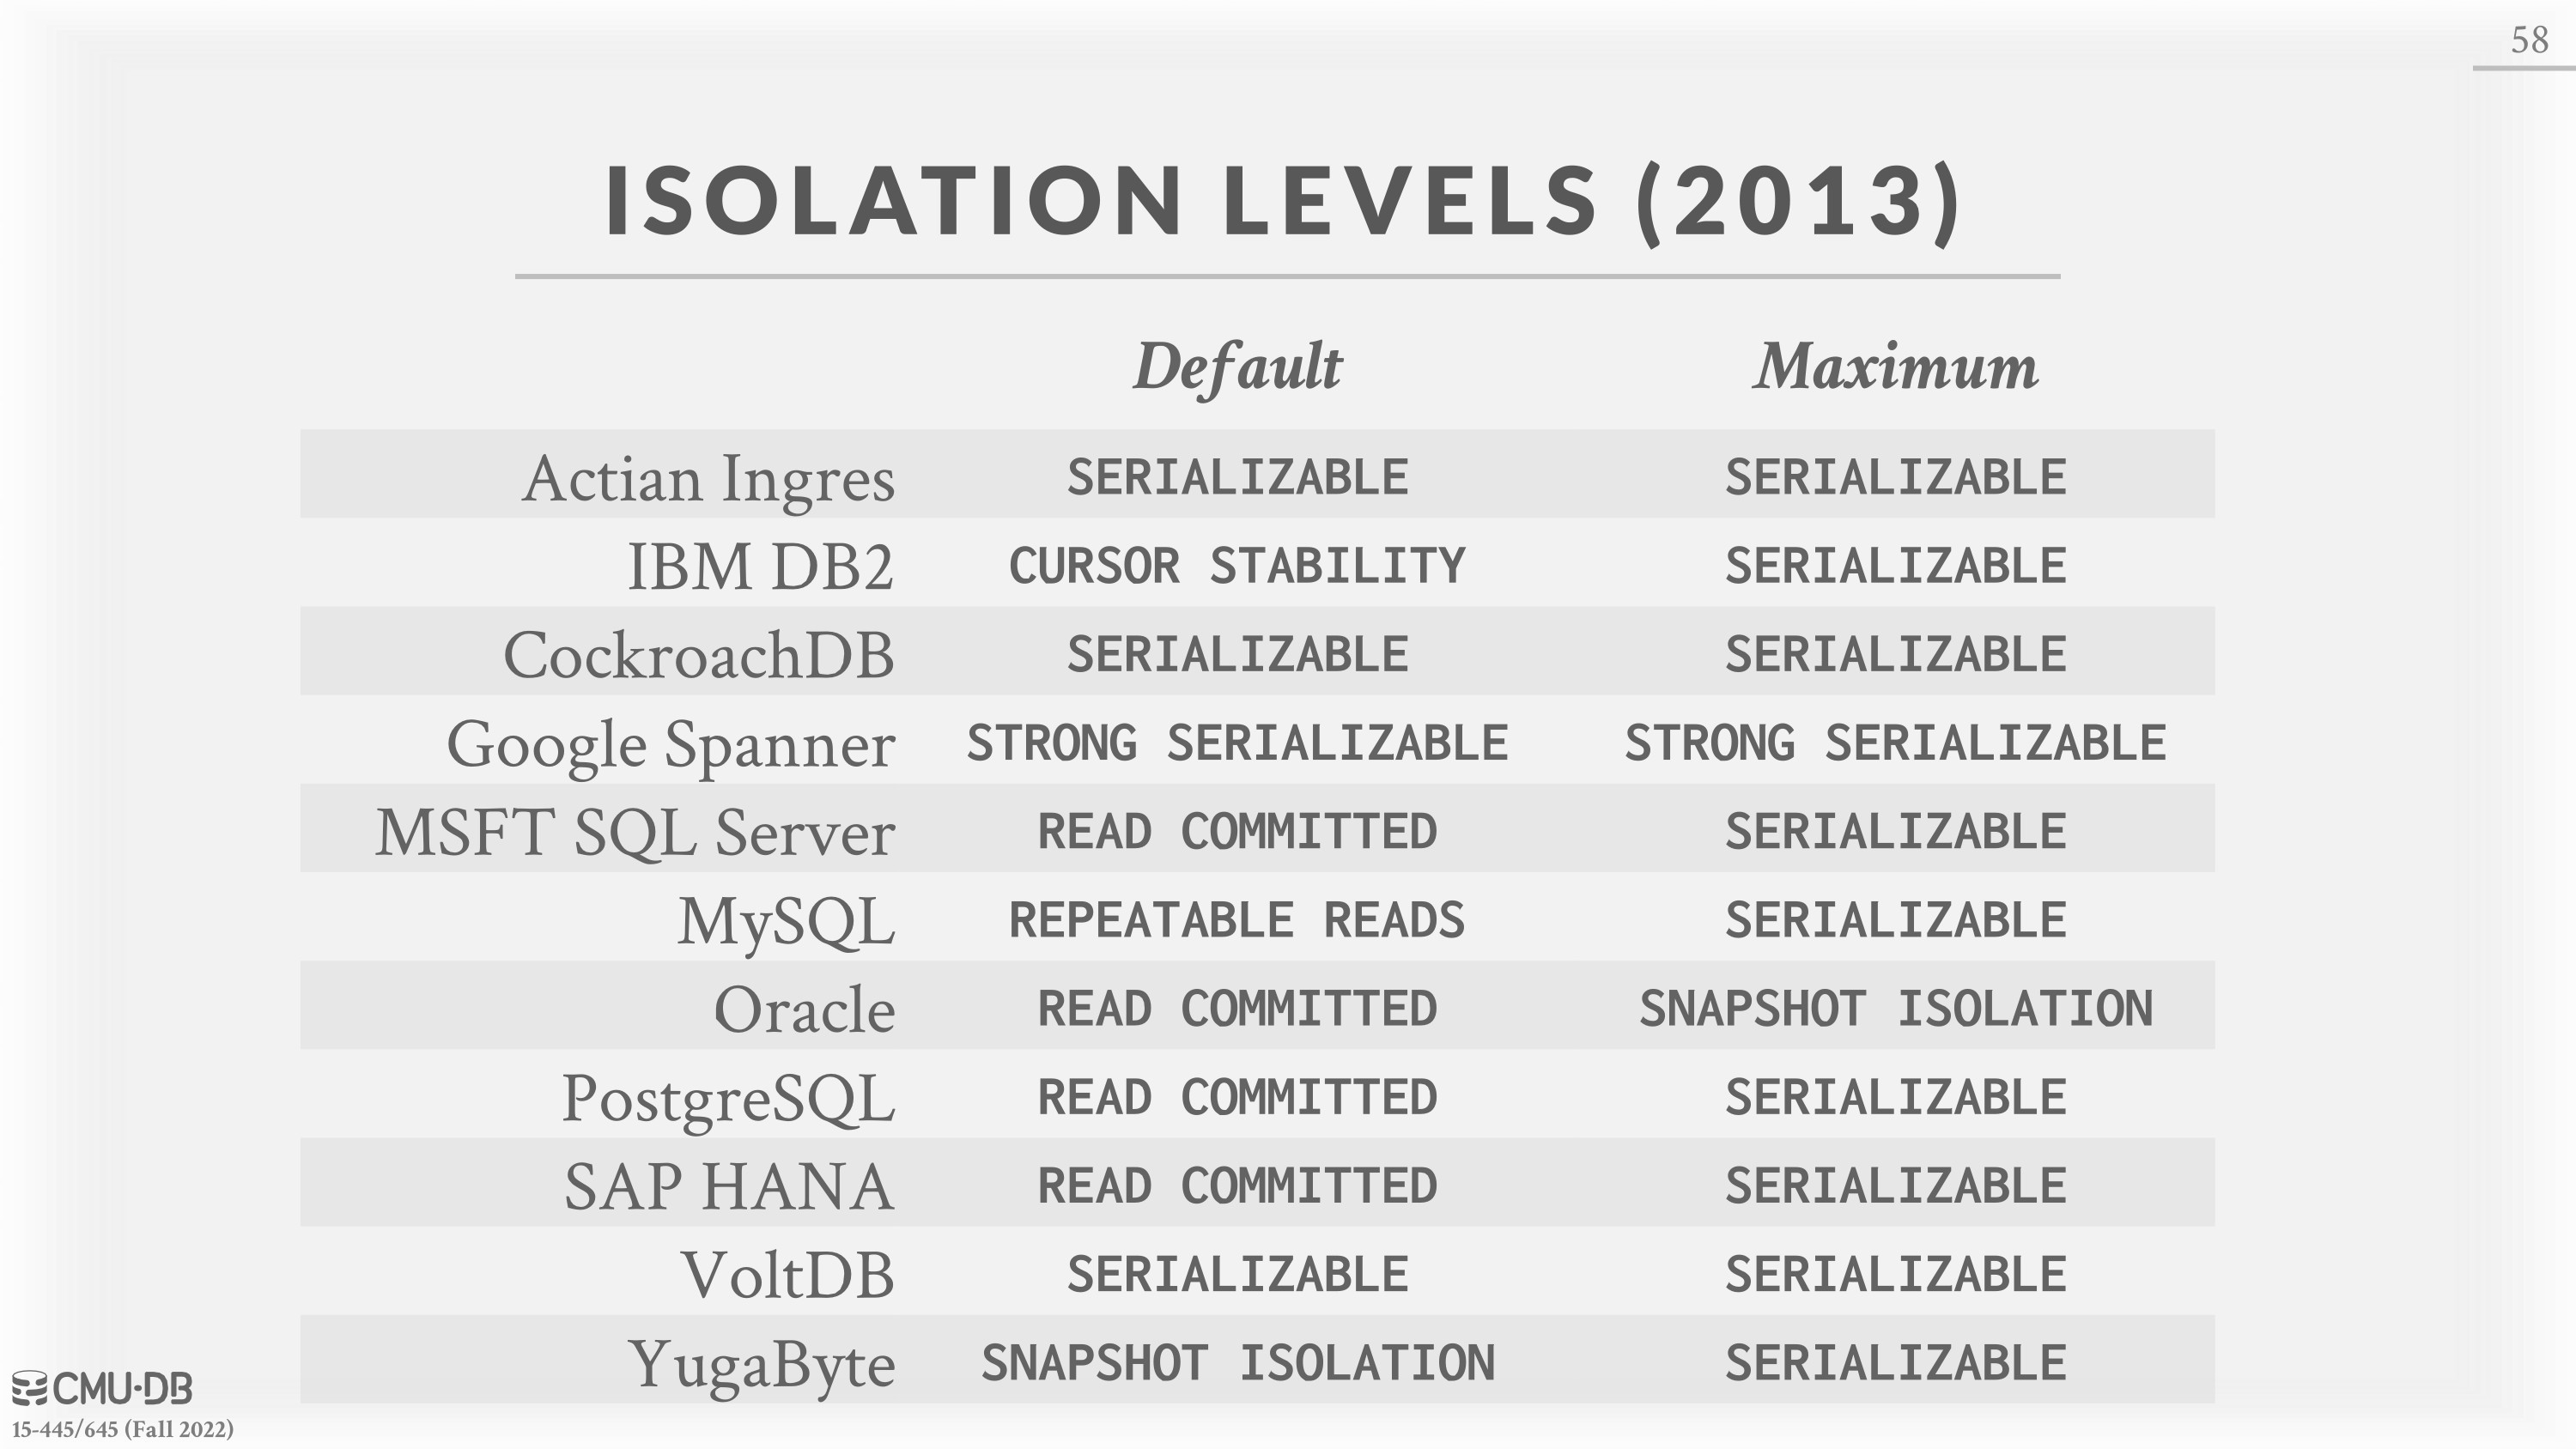 58
ISOLATION LEVELS (2013)
Default Maximum
Actian Ingres SERIALIZABLE SERIALIZABLE
IBM DB2 CURSOR STABILITY SERIALIZABLE
CockroachDB SERIALIZABLE SERIALIZABLE
Google Spanner STRONG SERIALIZABLE STRONG SERIALIZABLE
MSFT SQL Server READ COMMITTED SERIALIZABLE
MySQL REPEATABLE READS SERIALIZABLE
Oracle READ COMMITTED SNAPSHOT ISOLATION
PostgreSQL READ COMMITTED SERIALIZABLE
SAP HANA READ COMMITTED SERIALIZABLE
VoltDB SERIALIZABLE SERIALIZABLE
YugaByte SNAPSHOT ISOLATION SERIALIZABLE
CMU·DB
15-445/645 (Fall 2022)